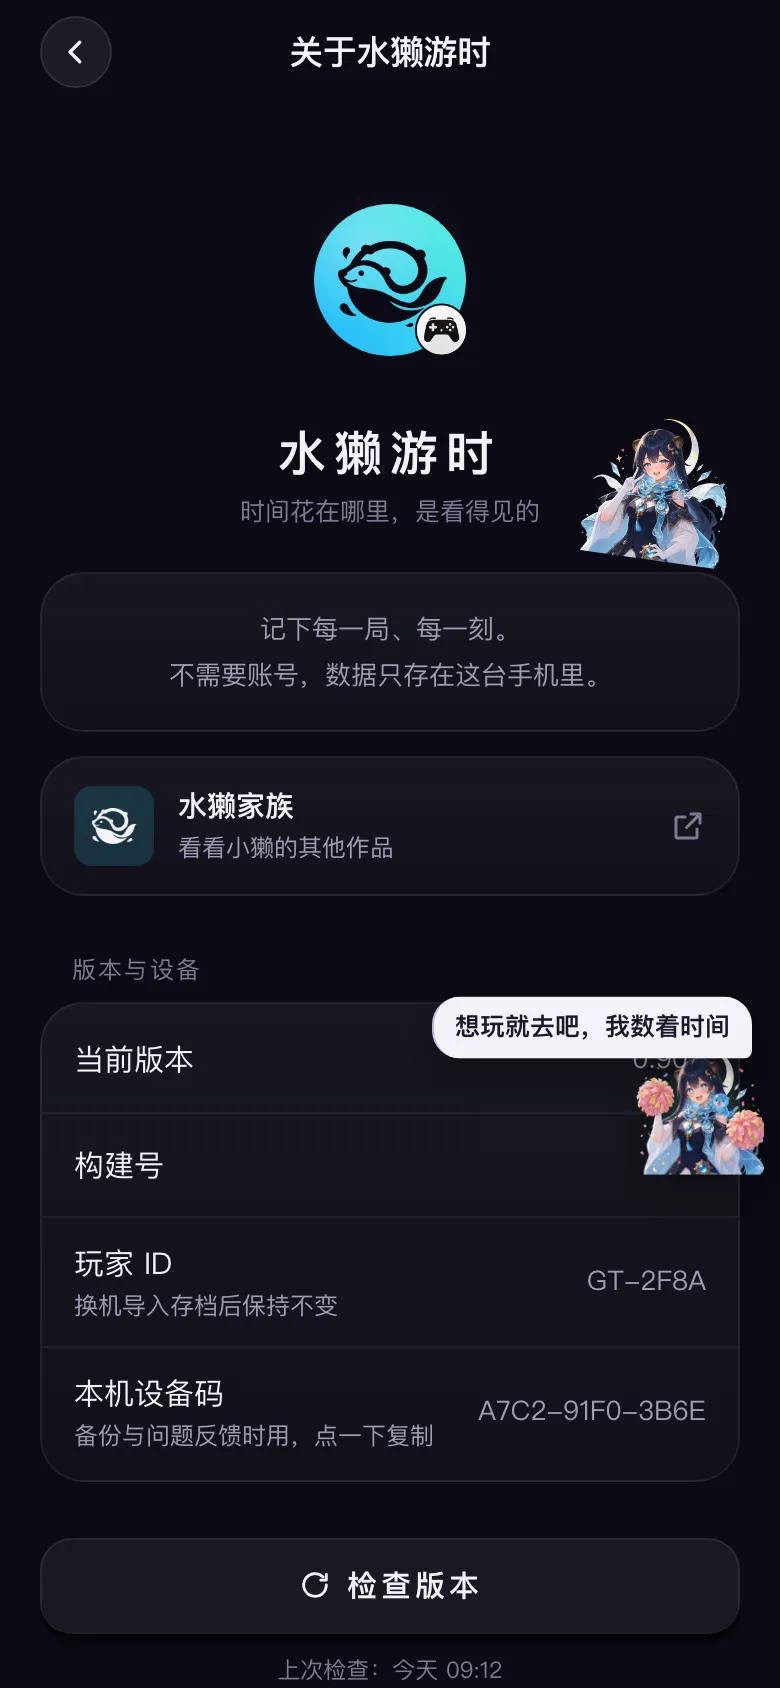 关于水獭游时
水獭游时
时间花在哪里，是看得见的
记下每一局、每一刻。
不需要账号，数据只存在这台手机里。
水獭家族
看看小獭的其他作品
版本与设备
想玩就去吧，我数着时间
当前版本
构建号
玩家 ID
换机导入存档后保持不变
GT-2F8A
本机设备码
备份与问题反馈时用，点一下复制
A7C2-91F0-3B6E
检查版本
上次检查：今天 09:12